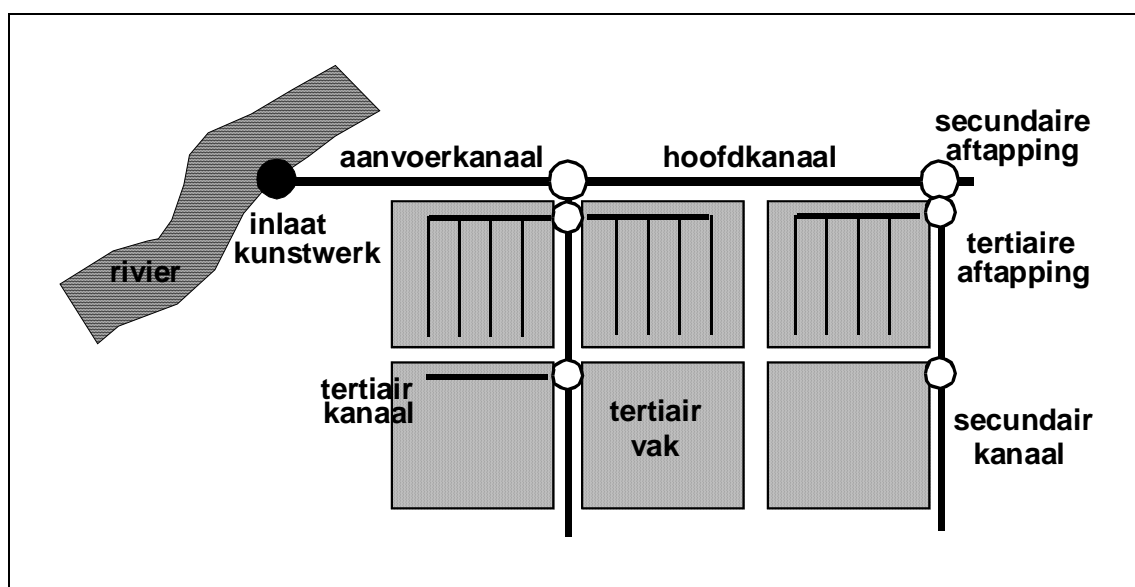 secundaire
aftapping
aanvoerkanaal
hoofdkanaal
inlaat
kunstwerk
rivier
tertiaire
aftapping
tertiair
kanaal
tertiair
vak
secundair
kanaal